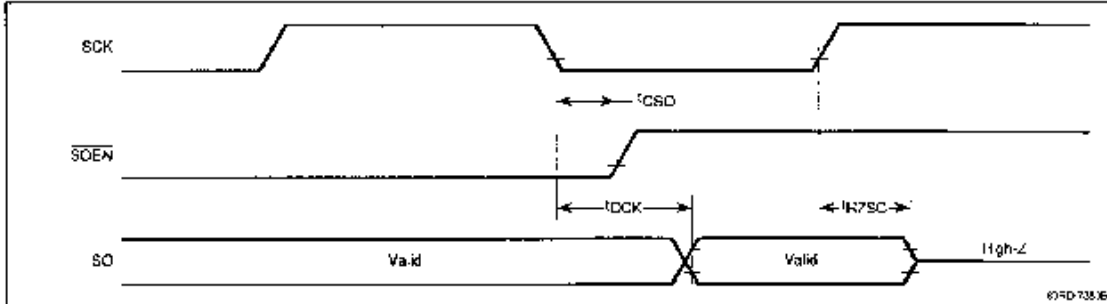 SCK
tCSO
SOEN
tDCK
tHZSC
SO
Valid
Valid
High-Z